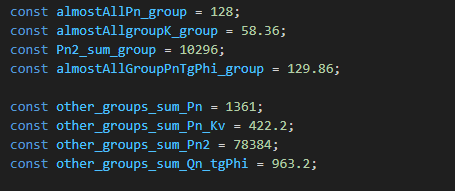 const almostAllPn_group = 128;
const almostAllgroupK_group = 58.36;
const Pn2_sum_group = 10296;
const almostAllGroupPnTgPhi_group = 129.86;
const other_groups_sum_Pn = 1361;
const other_groups_sum_Pn_Kv = 422.2;
const other_groups_sum_Pn2 = 78384;
const other_groups_sum_Qn_tgPhi = 963.2;